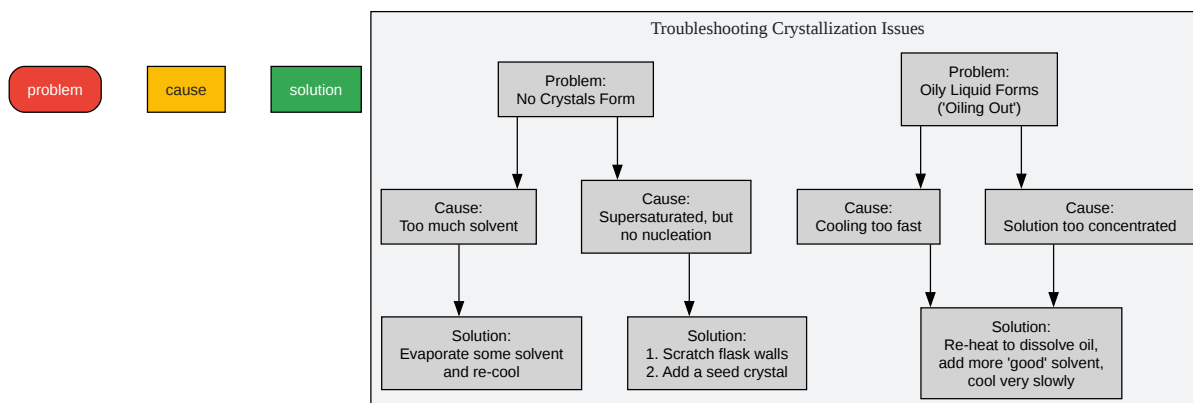 Troubleshooting Crystallization Issues
problem
cause
solution
Problem:
No Crystals Form
Problem:
Oily Liquid Forms
('Oiling Out')
Cause:
Too much solvent
Cause:
Supersaturated, but
no nucleation
Cause:
Cooling too fast
Cause:
Solution too concentrated
Solution:
Evaporate some solvent
and re-cool
Solution:
1. Scratch flask walls
2. Add a seed crystal
Solution:
Re-heat to dissolve oil,
add more 'good' solvent,
cool very slowly